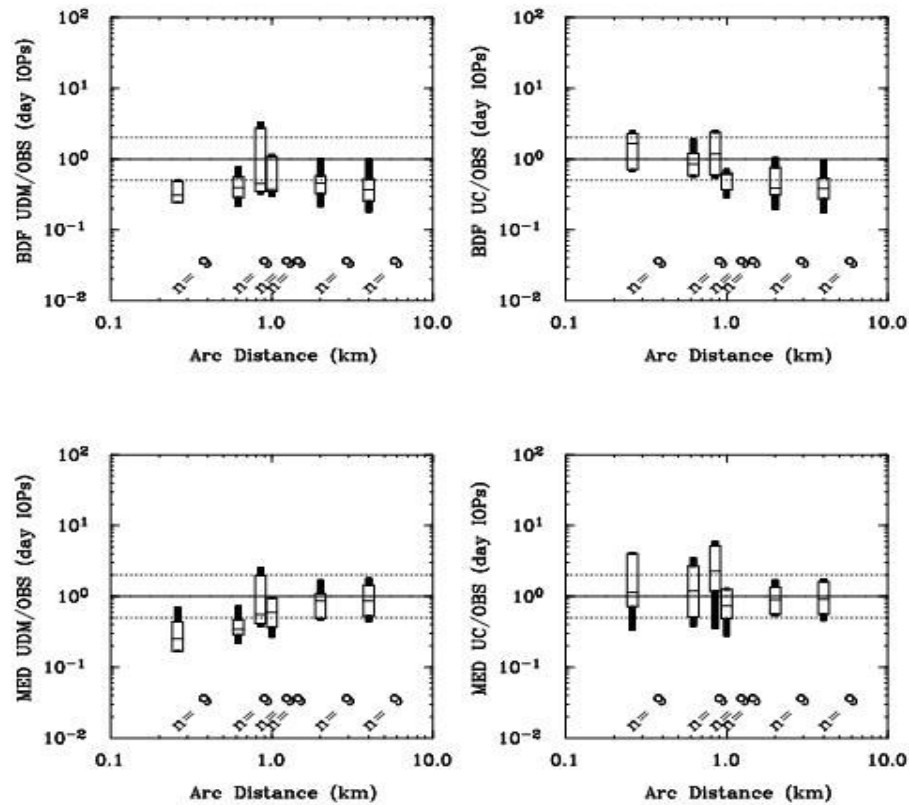 BDF UDM/OBS (day IOPs)
10²
10¹
10⁰
10⁻¹
10⁻²
n= 9
n= 9
n= 9
n= 9
n= 9
n= 9
0.1
1.0
10.0
Arc Distance (km)
BDF UC/OBS (day IOPs)
10²
10¹
10⁰
10⁻¹
10⁻²
n= 9
n= 9
n= 9
n= 9
n= 9
n= 9
0.1
1.0
10.0
Arc Distance (km)
MED UDM/OBS (day IOPs)
10²
10¹
10⁰
10⁻¹
10⁻²
n= 9
n= 9
n= 9
n= 9
n= 9
n= 9
0.1
1.0
10.0
Arc Distance (km)
MED UC/OBS (day IOPs)
10²
10¹
10⁰
10⁻¹
10⁻²
n= 9
n= 9
n= 9
n= 9
n= 9
n= 9
0.1
1.0
10.0
Arc Distance (km)